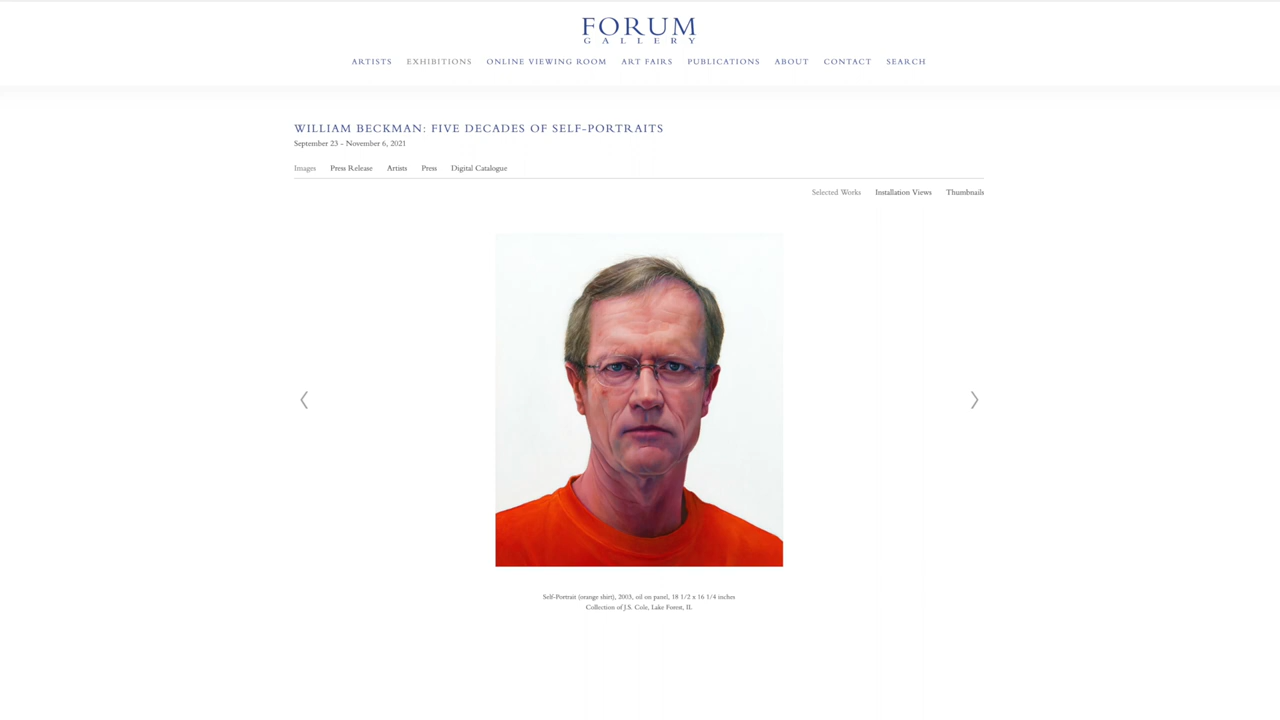 FORUM
GALLERY
ARTISTS EXHIBITIONS ONLINE VIEWING ROOM ART FAIRS PUBLICATIONS ABOUT CONTACT SEARCH
WILLIAM BECKMAN: FIVE DECADES OF SELF-PORTRAITS
September 23 - November 6, 2021
Images Press Release Artists Press Digital Catalogue
Selected Works Installation Views Thumbnails
Self-Portrait (orange shirt), 2003, oil on panel, 18 1/2 x 16 1/4 inches
Collection of J.S. Cole, Lake Forest, IL